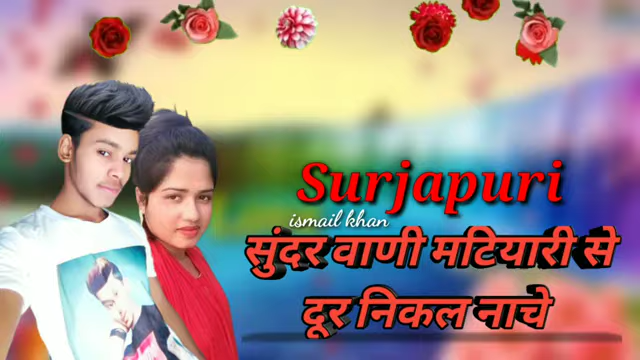 Surjapuri
ismail khan
सुंदर वाणी मटियारी से
दूर निकल नाचे